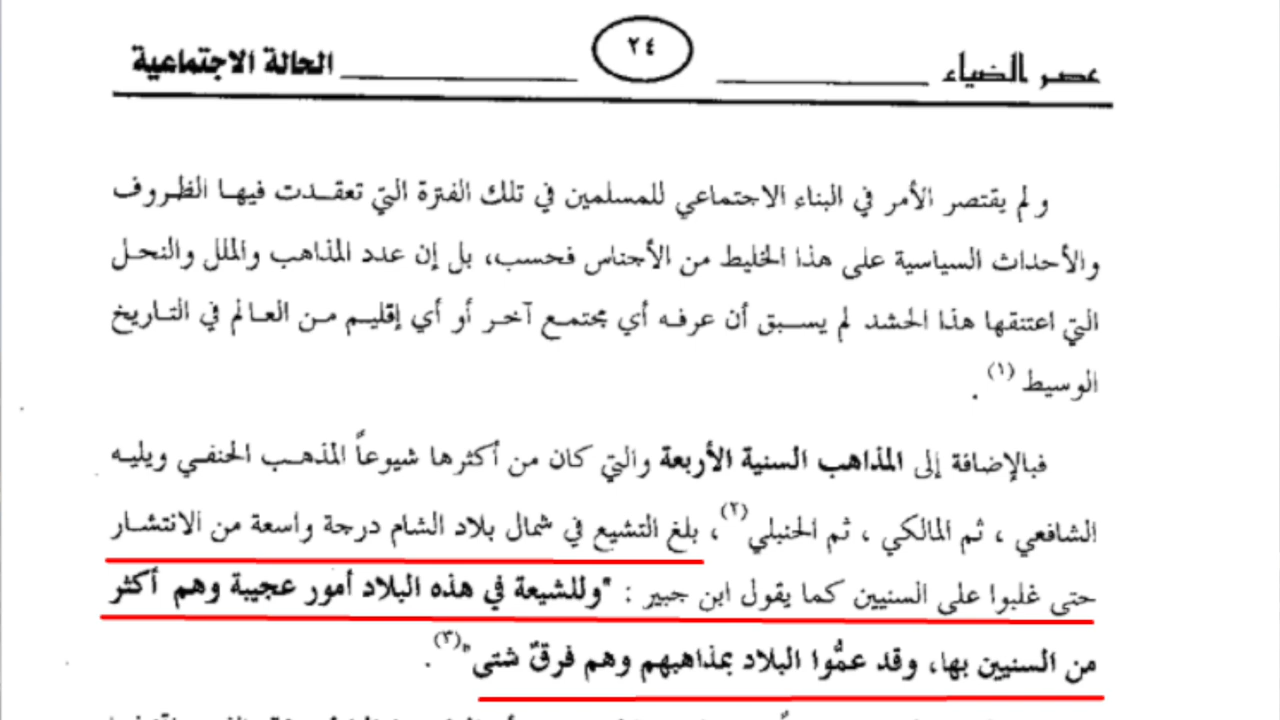 عصر الضياء ٢٤ الحالة الاجتماعية
و لم يقتصر الأمر في البناء الاجتماعي للمسلمين في تلك الفترة التي تعقدت فيها الظروف
والأحداث السياسية على هذا الخليط من الأجناس فحسب، بل إن عدد المذاهب والملل والنحل
التي اعتنقها هذا الحشد لم يسبق أن عرفه أي مجتمع آخر أو أي إقليم من العالم في التاريخ
الوسيط (١) .
فبالإضافة إلى المذاهب السنية الأربعة والتي كان من أكثرها شيوعاً المذهب الحنفي ويليه
الشافعي ، ثم المالكي ، ثم الحنبلي(٢)، بلغ التشيع في شمال بلاد الشام درجة واسعة من الانتشار
حتى غلبوا على السنيين كما يقول ابن جبير : "وللشيعة في هذه البلاد أمور عجيبة وهم أكثر
من السنيين بها، وقد عمُّوا البلاد بمذاهبهم وهم فرقٌ شتى"(٣).